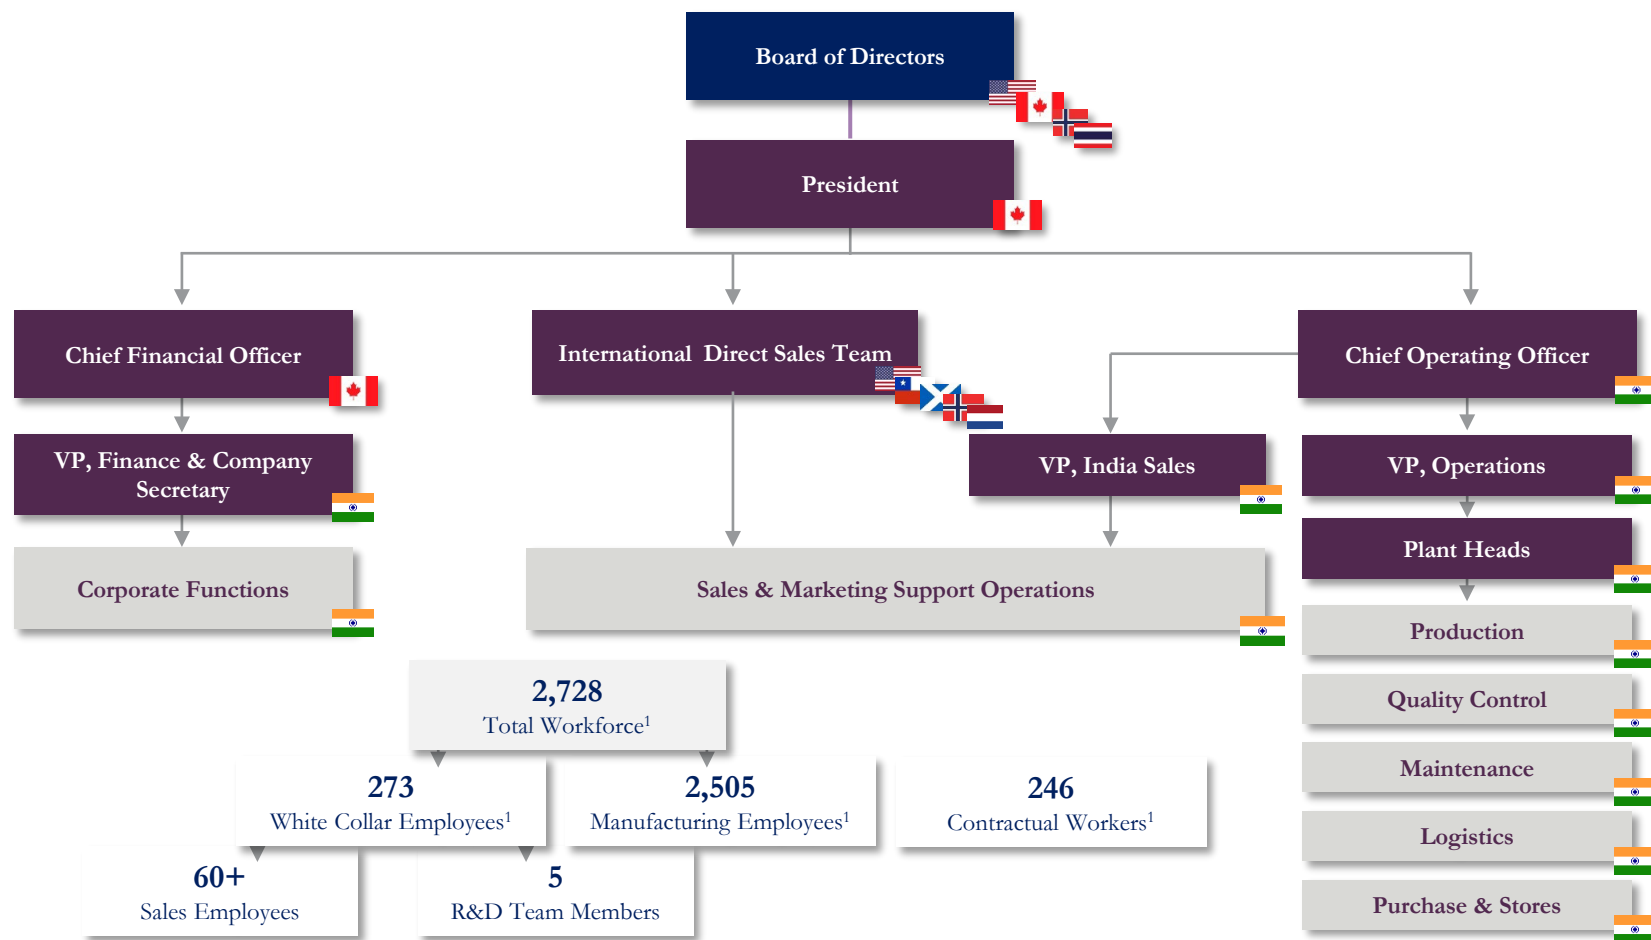 Board of Directors
President
Chief Financial Officer
International Direct Sales Team
Chief Operating Officer
VP, Finance & Company
Secretary
VP, India Sales
VP, Operations
Plant Heads
Corporate Functions
Sales & Marketing Support Operations
Production
Quality Control
Maintenance
Logistics
Purchase & Stores
2,728
Total Workforce¹
273
White Collar Employees¹
2,505
Manufacturing Employees¹
246
Contractual Workers¹
60+
Sales Employees
5
R&D Team Members